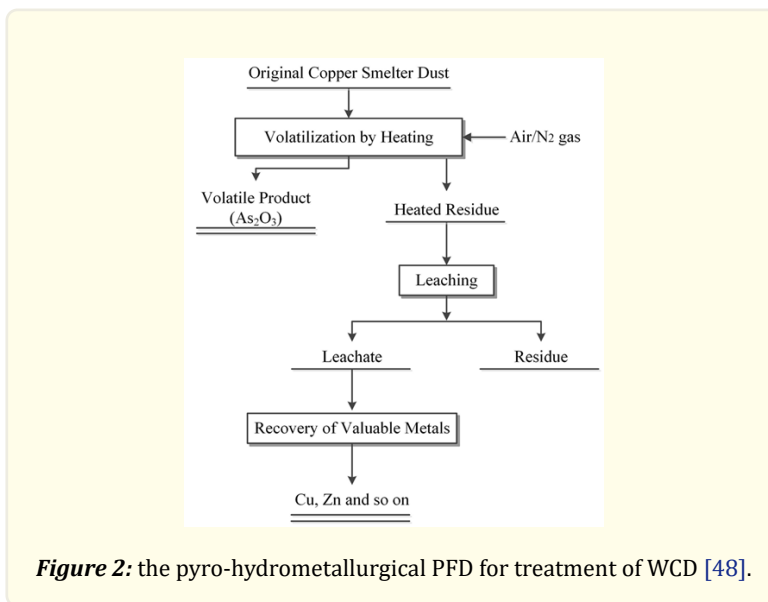 Original Copper Smelter Dust
Volatilization by Heating
Air/N2 gas
Volatile Product
(As2O3)
Heated Residue
Leaching
Leachate
Residue
Recovery of Valuable Metals
Cu, Zn and so on
Figure 2: the pyro-hydrometallurgical PFD for treatment of WCD [48].